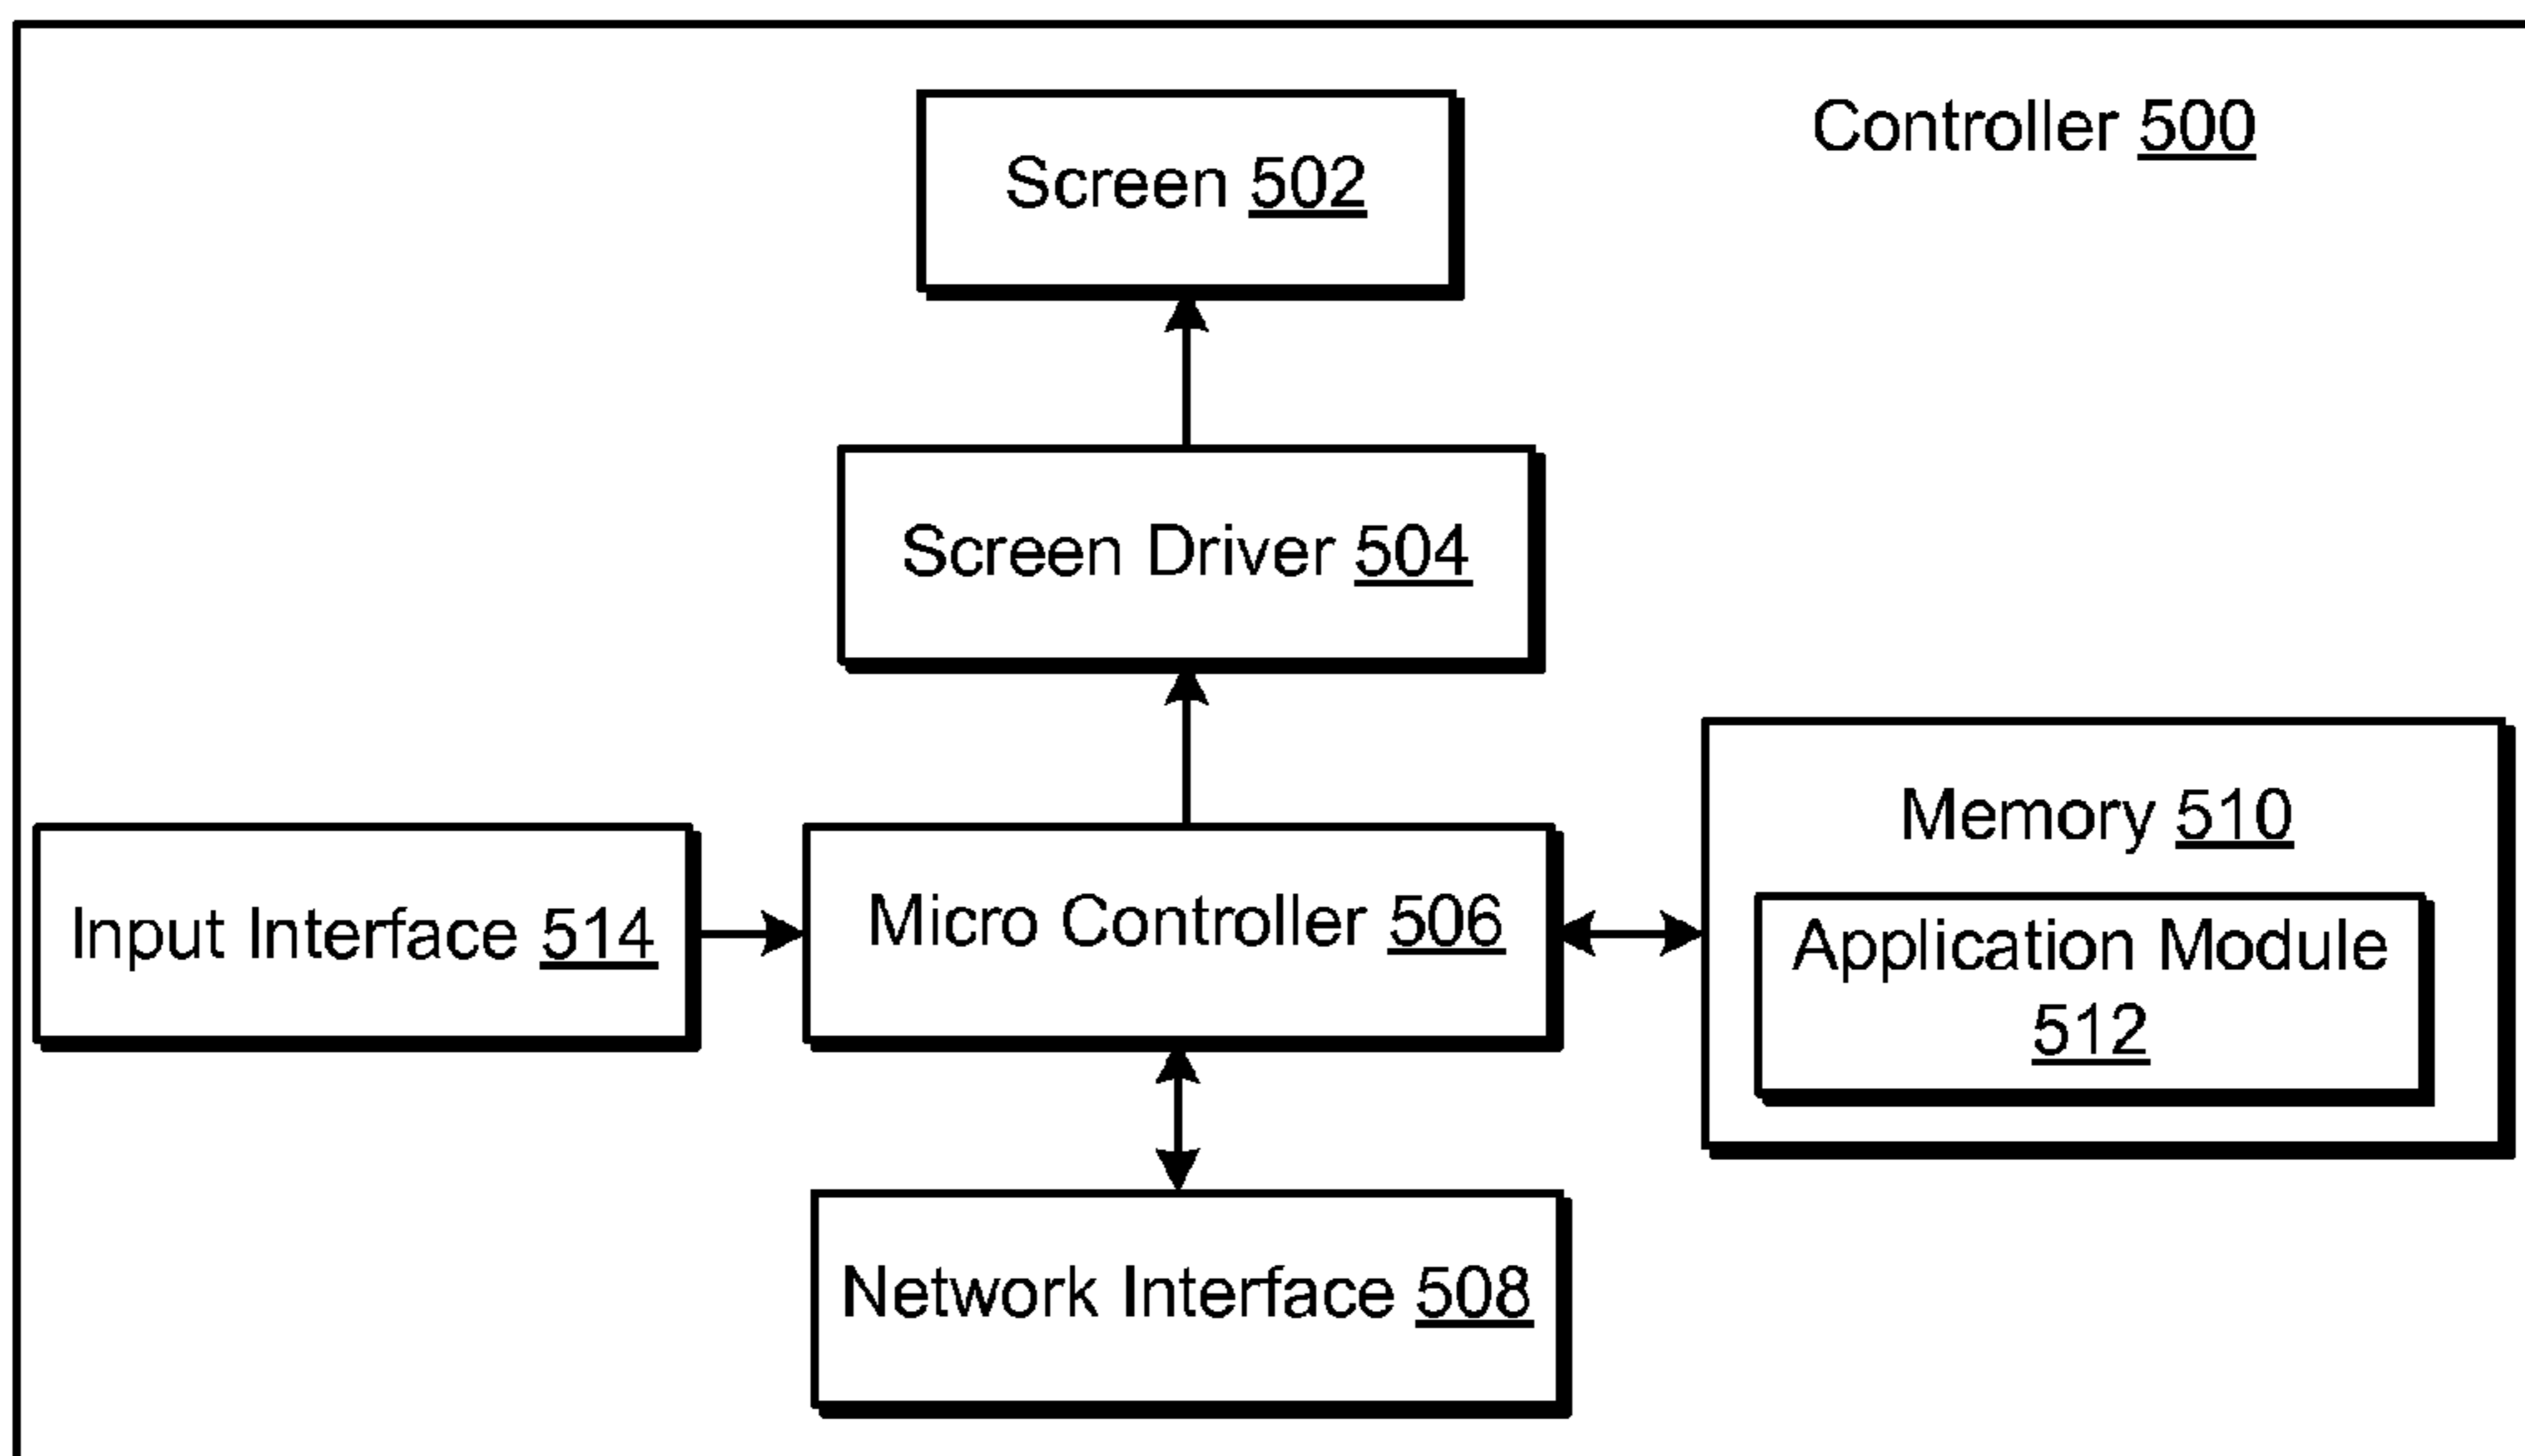 Controller 500
Screen 502
Screen Driver 504
Memory 510
Input Interface 514
Micro Controller 506
Application Module
512
Network Interface 508